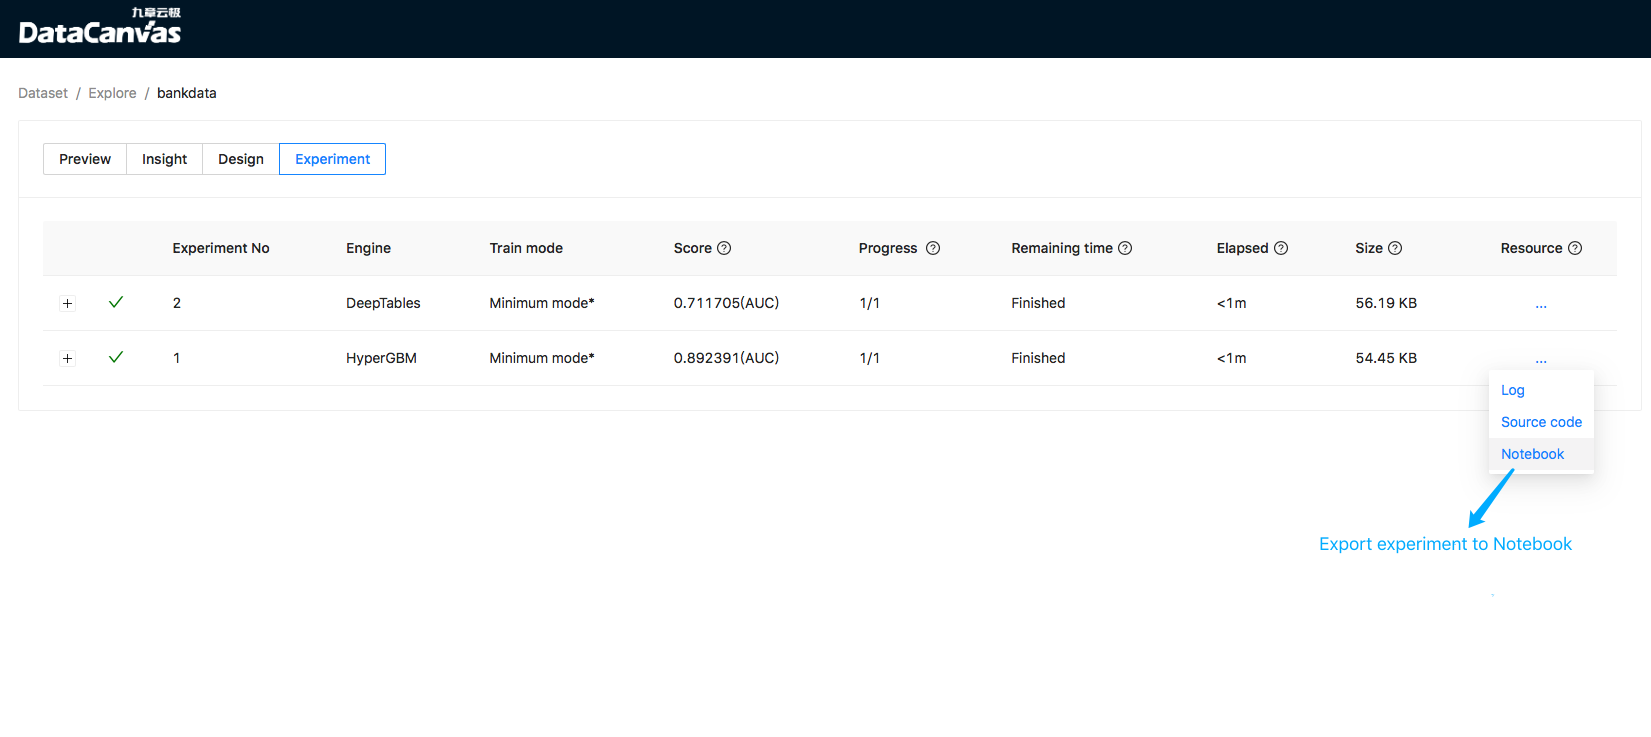 九章云极
DataCanvas
Dataset / Explore / bankdata
Preview Insight Design Experiment
Experiment No Engine Train mode Score Progress Remaining time Elapsed Size Resource
2 DeepTables Minimum mode* 0.711705(AUC) 1/1 Finished <1m 56.19 KB ...
1 HyperGBM Minimum mode* 0.892391(AUC) 1/1 Finished <1m 54.45 KB ...
Log
Source code
Notebook
Export experiment to Notebook